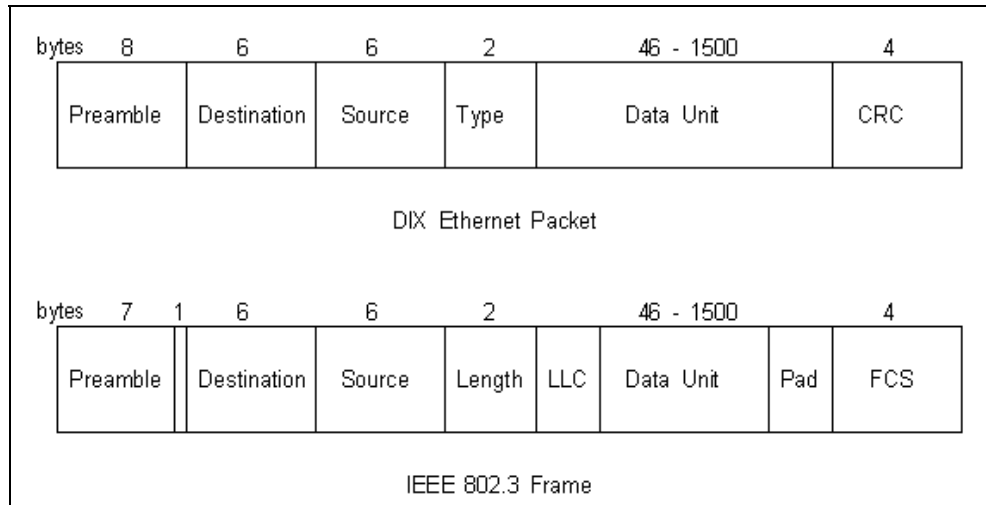 bytes 8 6 6 2 46 - 1500 4
Preamble Destination Source Type Data Unit CRC
DIX Ethernet Packet
bytes 7 1 6 6 2 46 - 1500 4
Preamble Destination Source Length LLC Data Unit Pad FCS
IEEE 802.3 Frame